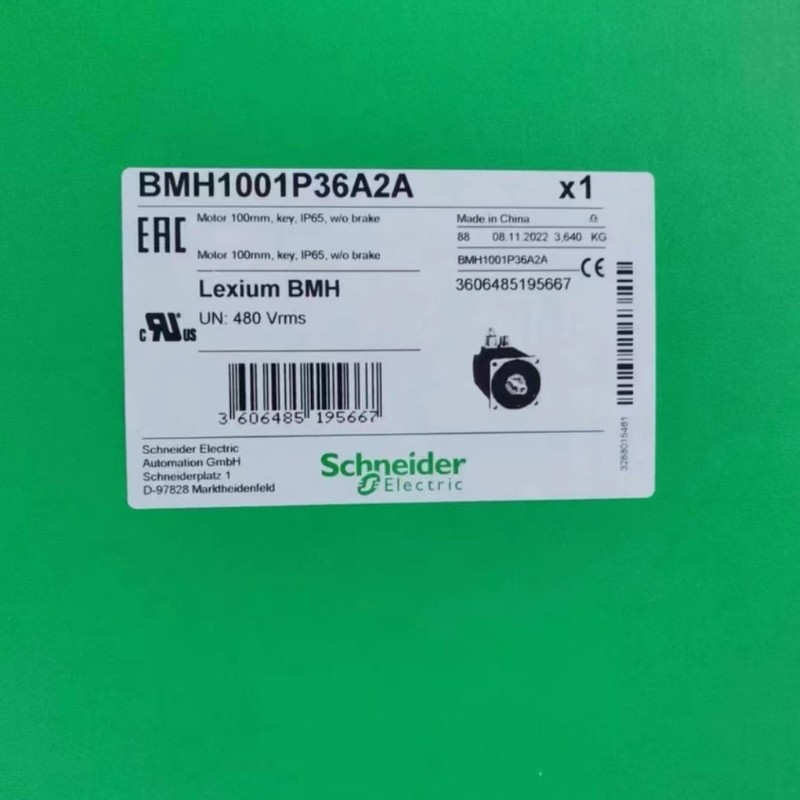 BMH1001P36A2A x1
EAC
Motor 100mm, key, IP65, w/o brake
Motor 100mm, key, IP65, w/o brake
Made in China
88 08.11.2022 3,640 KG
BMH1001P36A2A
CE
3606485195667
Lexium BMH
UN: 480 Vrms
c RU US
3 606485 195667
3288015481
Schneider Electric
Automation GmbH
Schneiderplatz 1
D-97828 Marktheidenfeld
Schneider
Electric